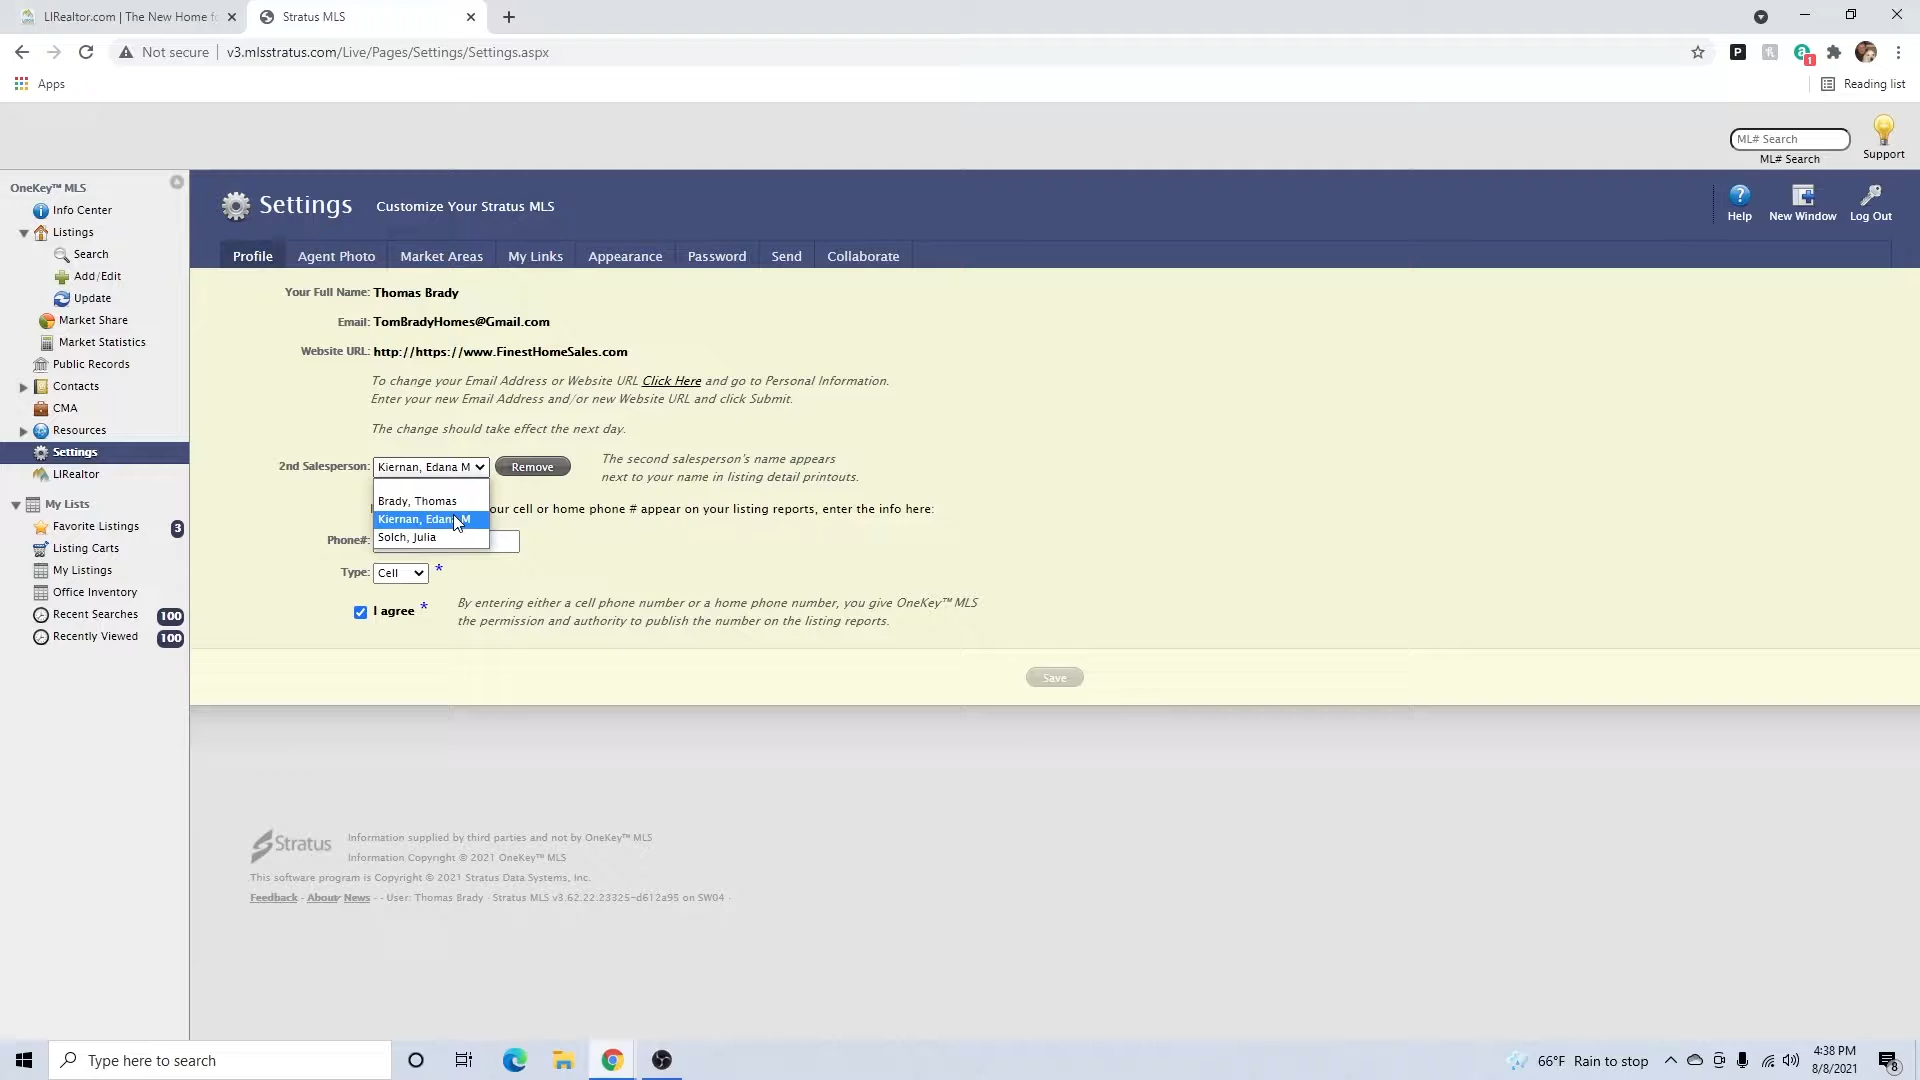 LIRealtor.com | The New Home fo
Stratus MLS
Not secure
v3.mlsstratus.com/Live/Pages/Settings/Settings.aspx
P
1
Apps
Reading list
ML# Search
ML# Search
Support
OneKey™ MLS
Info Center
Listings
Search
Add/Edit
Update
Market Share
Market Statistics
Public Records
Contacts
CMA
Resources
Settings
LIRealtor
My Lists
Favorite Listings 3
Listing Carts
My Listings
Office Inventory
Recent Searches 100
Recently Viewed 100
Settings Customize Your Stratus MLS
Help
New Window
Log Out
Profile
Agent Photo
Market Areas
My Links
Appearance
Password
Send
Collaborate
Your Full Name: Thomas Brady
Email: TomBradyHomes@Gmail.com
Website URL: http://https://www.FinestHomeSales.com
To change your Email Address or Website URL Click Here and go to Personal Information.
Enter your new Email Address and/or new Website URL and click Submit.
The change should take effect the next day.
2nd Salesperson: Kiernan, Edana M Remove
The second salesperson's name appears
next to your name in listing detail printouts.
Brady, Thomas
Kiernan, Edana M
Solch, Julia
our cell or home phone # appear on your listing reports, enter the info here:
Phone#:
Type: Cell *
I agree *
By entering either a cell phone number or a home phone number, you give OneKey™ MLS
the permission and authority to publish the number on the listing reports.
Save
Stratus
Information supplied by third parties and not by OneKey™ MLS
Information Copyright © 2021 OneKey™ MLS
This software program is Copyright © 2021 Stratus Data Systems, Inc.
Feedback - About News - - User: Thomas Brady - Stratus MLS v3.62.22.23325-d612a95 on SW04 -
Type here to search
66°F Rain to stop
4:38 PM
8/8/2021
8